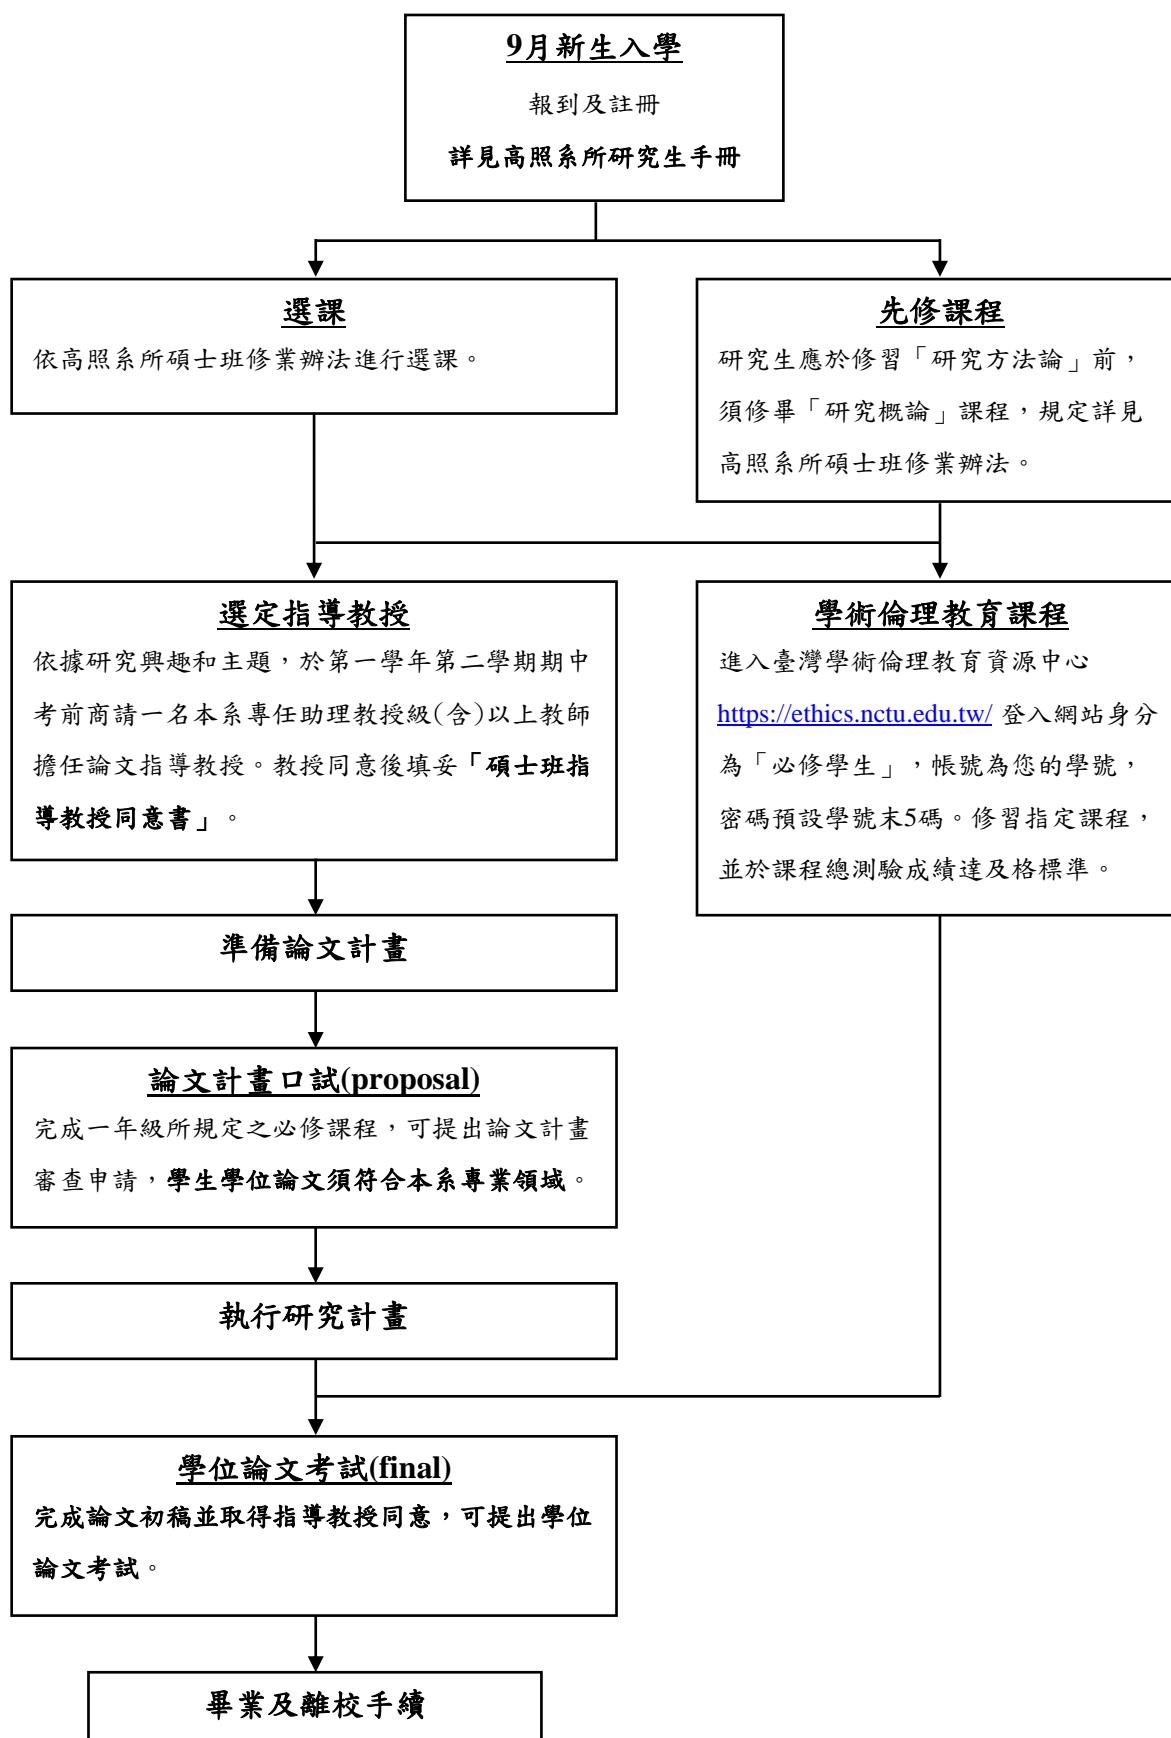 9月新生入學
報到及註冊
詳見高照系所研究生手冊
選課
依高照系所碩士班修業辦法進行選課。
先修課程
研究生應於修習「研究方法論」前，
須修畢「研究概論」課程，規定詳見
高照系所碩士班修業辦法。
選定指導教授
依據研究興趣和主題，於第一學年第二學期期中
考前商請一名本系專任助理教授級(含)以上教師
擔任論文指導教授。教授同意後填妥「碩士班指
導教授同意書」。
學術倫理教育課程
進入臺灣學術倫理教育資源中心
https://ethics.nctu.edu.tw/ 登入網站身分
為「必修學生」，帳號為您的學號，
密碼預設學號末5碼。修習指定課程，
並於課程總測驗成績達及格標準。
準備論文計畫
論文計畫口試(proposal)
完成一年級所規定之必修課程，可提出論文計畫
審查申請，學生學位論文須符合本系專業領域。
執行研究計畫
學位論文考試(final)
完成論文初稿並取得指導教授同意，可提出學位
論文考試。
畢業及離校手續